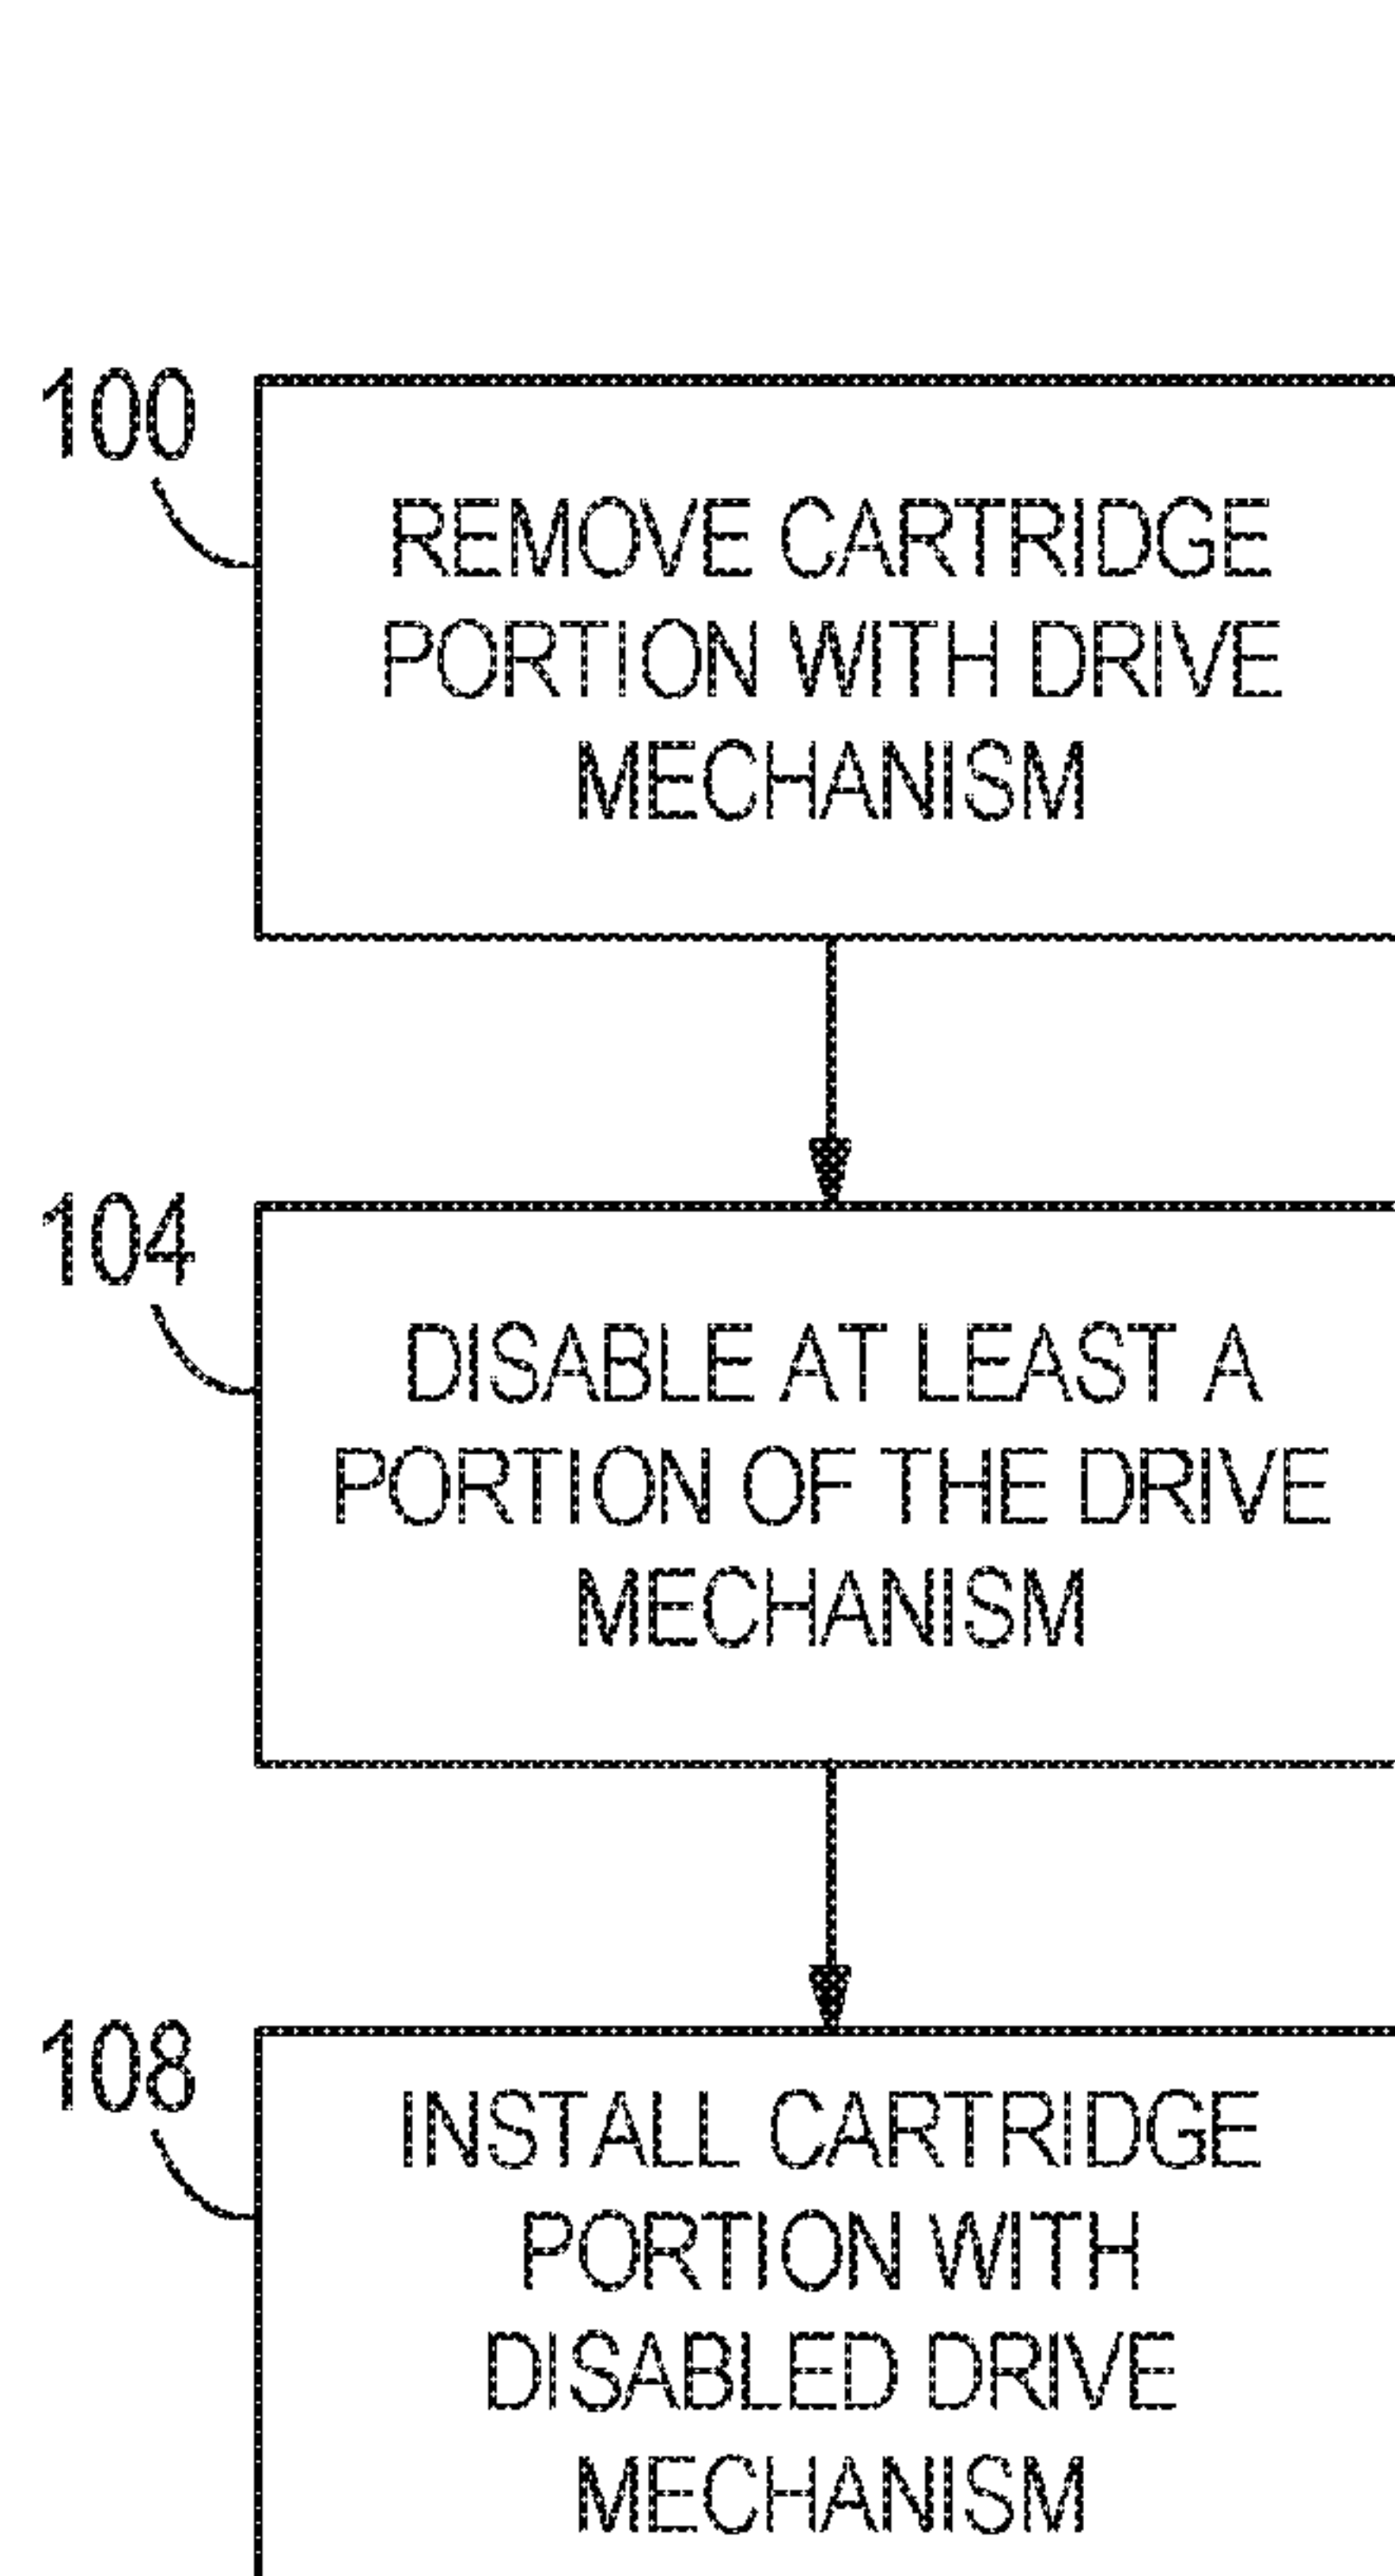 100
REMOVE CARTRIDGE
PORTION WITH DRIVE
MECHANISM
104
DISABLE AT LEAST A
PORTION OF THE DRIVE
MECHANISM
108
INSTALL CARTRIDGE
PORTION WITH
DISABLED DRIVE
MECHANISM